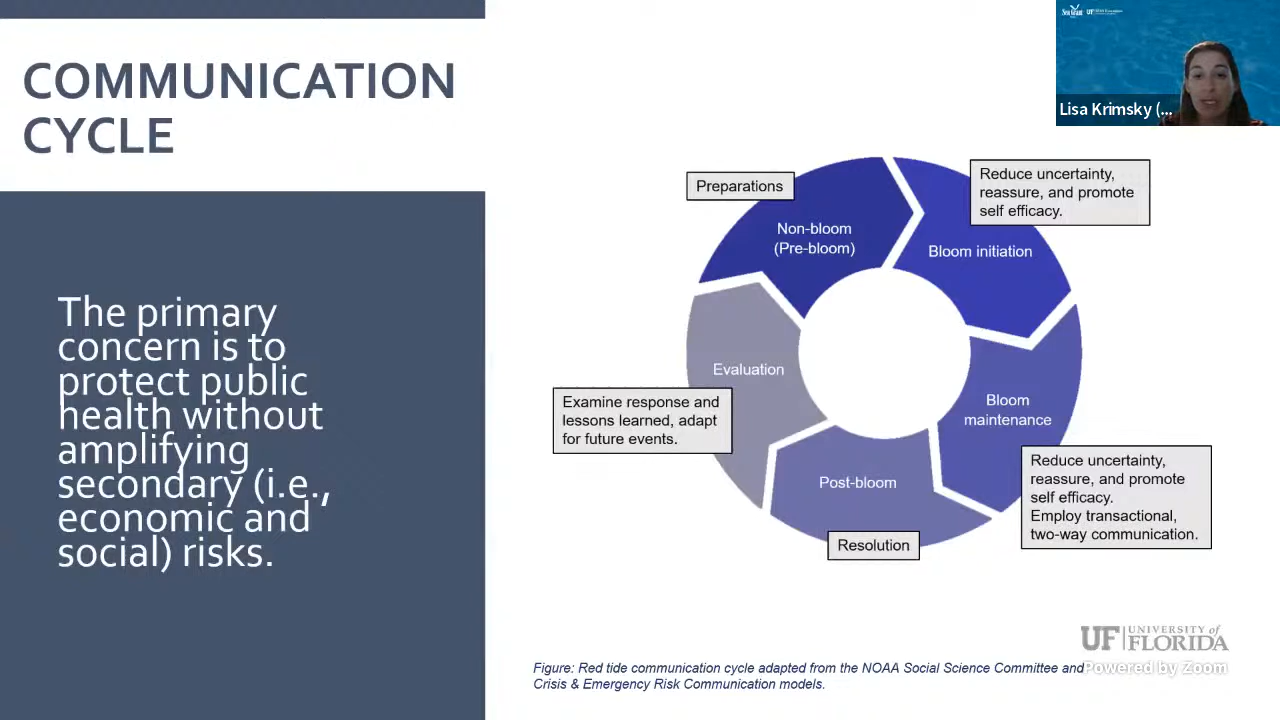 COMMUNICATION
CYCLE
The primary
concern is to
protect public
health without
amplifying
secondary (i.e.,
economic and
social) risks.
Preparations
Non-bloom
(Pre-bloom)
Reduce uncertainty,
reassure, and promote
self efficacy.
Bloom initiation
Evaluation
Examine response and
lessons learned, adapt
for future events.
Bloom
maintenance
Reduce uncertainty,
reassure, and promote
self efficacy.
Employ transactional,
two-way communication.
Post-bloom
Resolution
Figure: Red tide communication cycle adapted from the NOAA Social Science Committee and
Crisis & Emergency Risk Communication models.
UF UNIVERSITY of
FLORIDA
Powered by Zoom
Sea Grant
UF
Lisa Krimsky (...